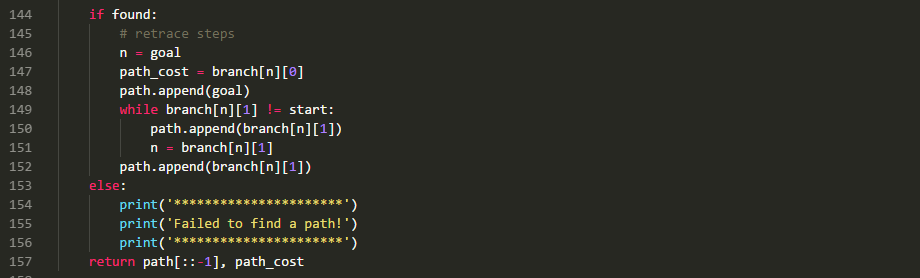 144 if found:
145 # retrace steps
146 n = goal
147 path_cost = branch[n][0]
148 path.append(goal)
149 while branch[n][1] != start:
150 path.append(branch[n][1])
151 n = branch[n][1]
152 path.append(branch[n][1])
153 else:
154 print('**********************')
155 print('Failed to find a path!')
156 print('**********************')
157 return path[::-1], path_cost